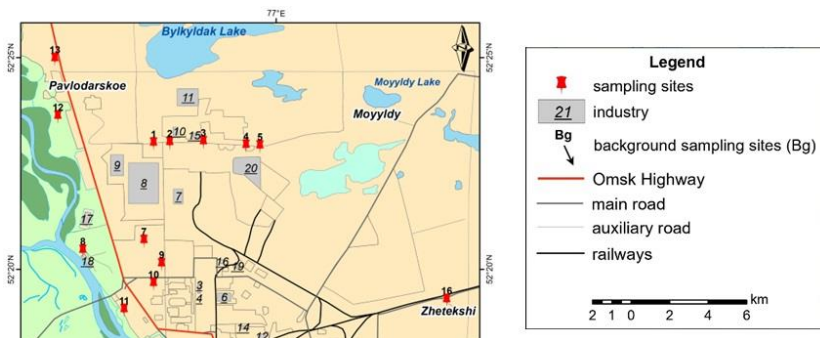 77°E
Bylkyldak Lake
52°25'N
52°25'N
13
Pavlodarskoe
11
Moyyldy Lake
12
Moyyldy
1
2
10
15
3
4
5
9
8
7
20
17
7
8
18
9
16
19
52°20'N
52°20'N
10
3
4
6
16
11
Zhetekshi
14
12
Legend
sampling sites
21 industry
Bg
background sampling sites (Bg)
Omsk Highway
main road
auxiliary road
railways
km
2 1 0 2 4 6